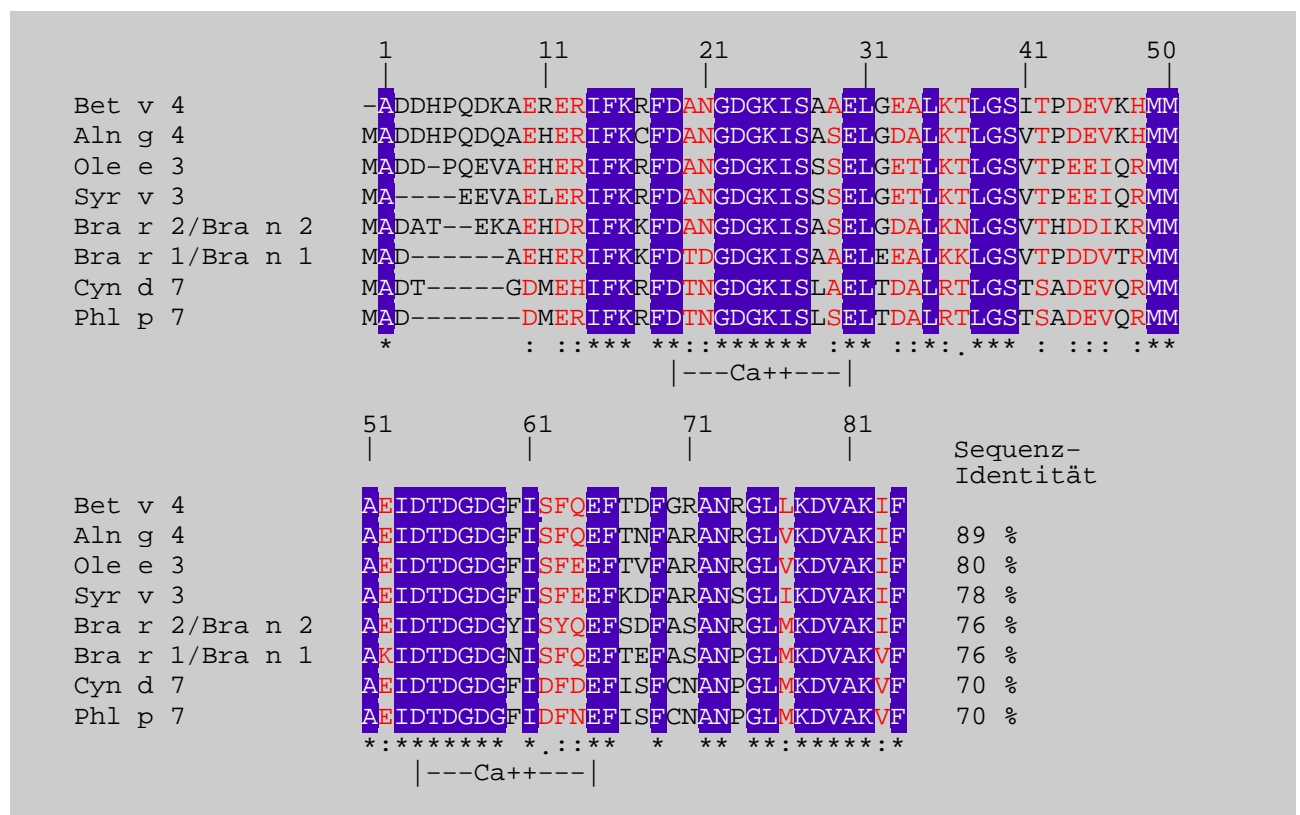 1 11 21 31 41 50
| | | | | |
Bet v 4 -ADDHPQDKAERERIFKRFDANGDGKISAAELGEALKTLGSITPDEVKHMM
Aln g 4 MADDHPQDQAEHERIFKCFDANGDGKISASELGDALKTLGSVTPDEVKHMM
Ole e 3 MADD-PQEVAEHERIFKRFDANGDGKISSSELGETLKTLGSVTPEEIQRMM
Syr v 3 MA----EEVAELERIFKRFDANGDGKISSSELGETLKTLGSVTPEEIQRMM
Bra r 2/Bra n 2 MADAT--EKAEHDRIFKKFDANGDGKISASELGDALKNLGSVTHDDIKRMM
Bra r 1/Bra n 1 MAD------AEHERIFKKFDTDGDGKISAAELEEALKKLGSVTPDDVTRMM
Cyn d 7 MADT-----GDMEHIFKRFDTNGDGKISLAELTDALRTLGSTSADEVQRMM
Phl p 7 MAD-------DMERIFKRFDTNGDGKISLSELTDALRTLGSTSADEVQRMM
* : ::*** **::****** :** ::*:.*** : ::: :**
|---Ca++---|
51 61 71 81
| | | |
Sequenz-
Identität
Bet v 4 AEIDTDGDGFISFQEFTDFGRANRGLLKDVAKIF
Aln g 4 AEIDTDGDGFISFQEFTNFARANRGLVKDVAKIF 89 %
Ole e 3 AEIDTDGDGFISFEEFTVFARANRGLVKDVAKIF 80 %
Syr v 3 AEIDTDGDGFISFEEFKDFARANSGLIKDVAKIF 78 %
Bra r 2/Bra n 2 AEIDTDGDGYISYQEFSDFASANRGLMKDVAKIF 76 %
Bra r 1/Bra n 1 AKIDTDGDGNISFQEFTEFASANPGLMKDVAKVF 76 %
Cyn d 7 AEIDTDGDGFIDFDEFISFCNANPGLMKDVAKVF 70 %
Phl p 7 AEIDTDGDGFIDFNEFISFCNANPGLMKDVAKVF 70 %
*:******* *.::** * ** **:*****:*
|---Ca++---|